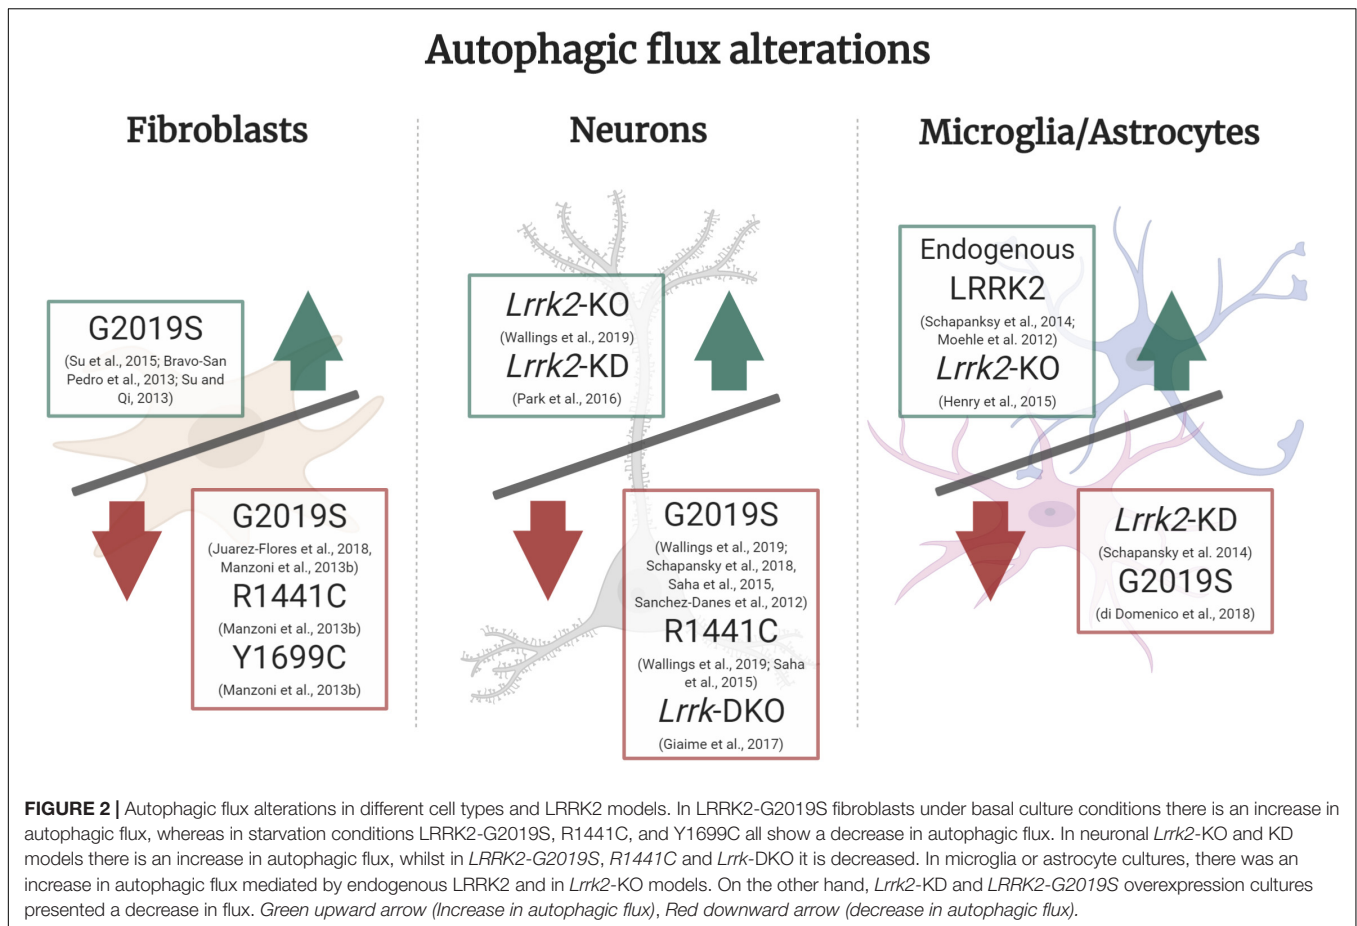 Autophagic flux alterations
Fibroblasts
G2019S
(Su et al., 2015; Bravo-San
Pedro et al., 2013; Su and
Qi, 2013)
G2019S
(Juarez-Flores et al., 2018,
Manzoni et al., 2013b)
R1441C
(Manzoni et al., 2013b)
Y1699C
(Manzoni et al., 2013b)
Neurons
Lrrk2-KO
(Wallings et al., 2019)
Lrrk2-KD
(Park et al., 2016)
G2019S
(Wallings et al., 2019;
Schapansky et al., 2018,
Saha et al., 2015,
Sanchez-Danes et al., 2012)
R1441C
(Wallings et al., 2019; Saha
et al., 2015)
Lrrk-DKO
(Giaime et al., 2017)
Microglia/Astrocytes
Endogenous
LRRK2
(Schapanksy et al., 2014;
Moehle et al. 2012)
Lrrk2-KO
(Henry et al., 2015)
Lrrk2-KD
(Schapansky et al. 2014)
G2019S
(di Domenico et al., 2018)
FIGURE 2 | Autophagic flux alterations in different cell types and LRRK2 models. In LRRK2-G2019S fibroblasts under basal culture conditions there is an increase in
autophagic flux, whereas in starvation conditions LRRK2-G2019S, R1441C, and Y1699C all show a decrease in autophagic flux. In neuronal Lrrk2-KO and KD
models there is an increase in autophagic flux, whilst in LRRK2-G2019S, R1441C and Lrrk-DKO it is decreased. In microglia or astrocyte cultures, there was an
increase in autophagic flux mediated by endogenous LRRK2 and in Lrrk2-KO models. On the other hand, Lrrk2-KD and LRRK2-G2019S overexpression cultures
presented a decrease in flux. Green upward arrow (Increase in autophagic flux), Red downward arrow (decrease in autophagic flux).